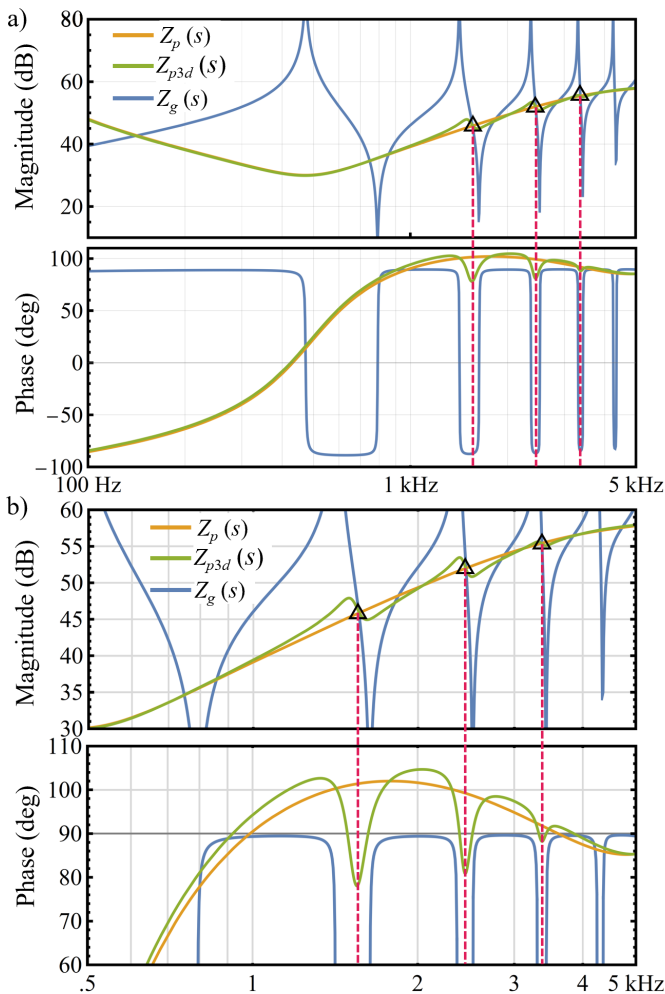 a)
80
60
40
20
Magnitude (dB)
Zp (s)
Zp3d (s)
Zg (s)
100
50
0
−50
−100
Phase (deg)
100 Hz 1 kHz 5 kHz
b)
60
55
50
45
40
35
30
Magnitude (dB)
Zp (s)
Zp3d (s)
Zg (s)
110
100
90
80
70
60
Phase (deg)
.5 1 2 3 4 5 kHz